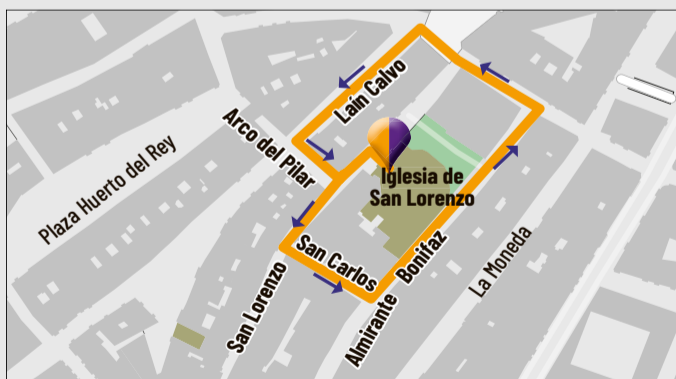 Laín Calvo
Arco del Pilar
Plaza Huerto del Rey
Iglesia de
San Lorenzo
San Carlos
San Lorenzo
Almirante Bonifaz
La Moneda